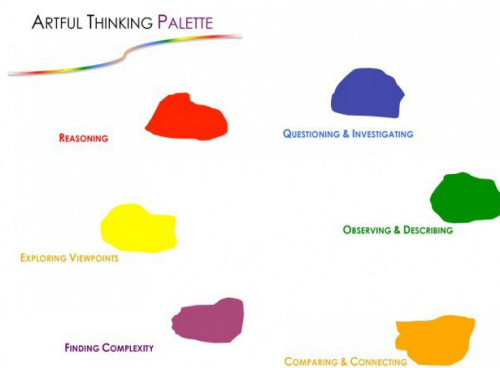 Artful Thinking Palette
Reasoning
Questioning & Investigating
Observing & Describing
Exploring Viewpoints
Finding Complexity
Comparing & Connecting